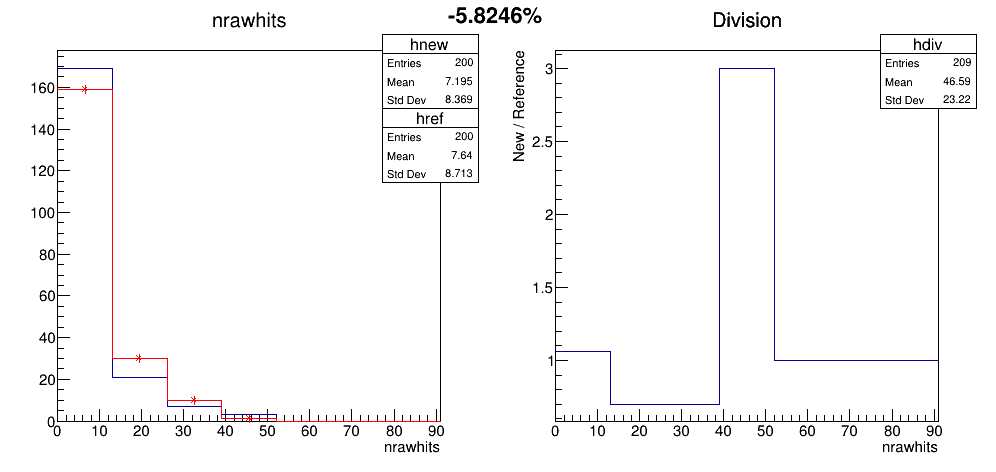 -5.8246%
nrawhits
hnew
Entries 200
Mean 7.195
Std Dev 8.369
href
Entries 200
Mean 7.64
Std Dev 8.713
160
140
120
100
80
60
40
20
0
0 10 20 30 40 50 60 70 80 90
nrawhits
Division
hdiv
Entries 209
Mean 46.59
Std Dev 23.22
New / Reference
3
2.5
2
1.5
1
0 10 20 30 40 50 60 70 80 90
nrawhits